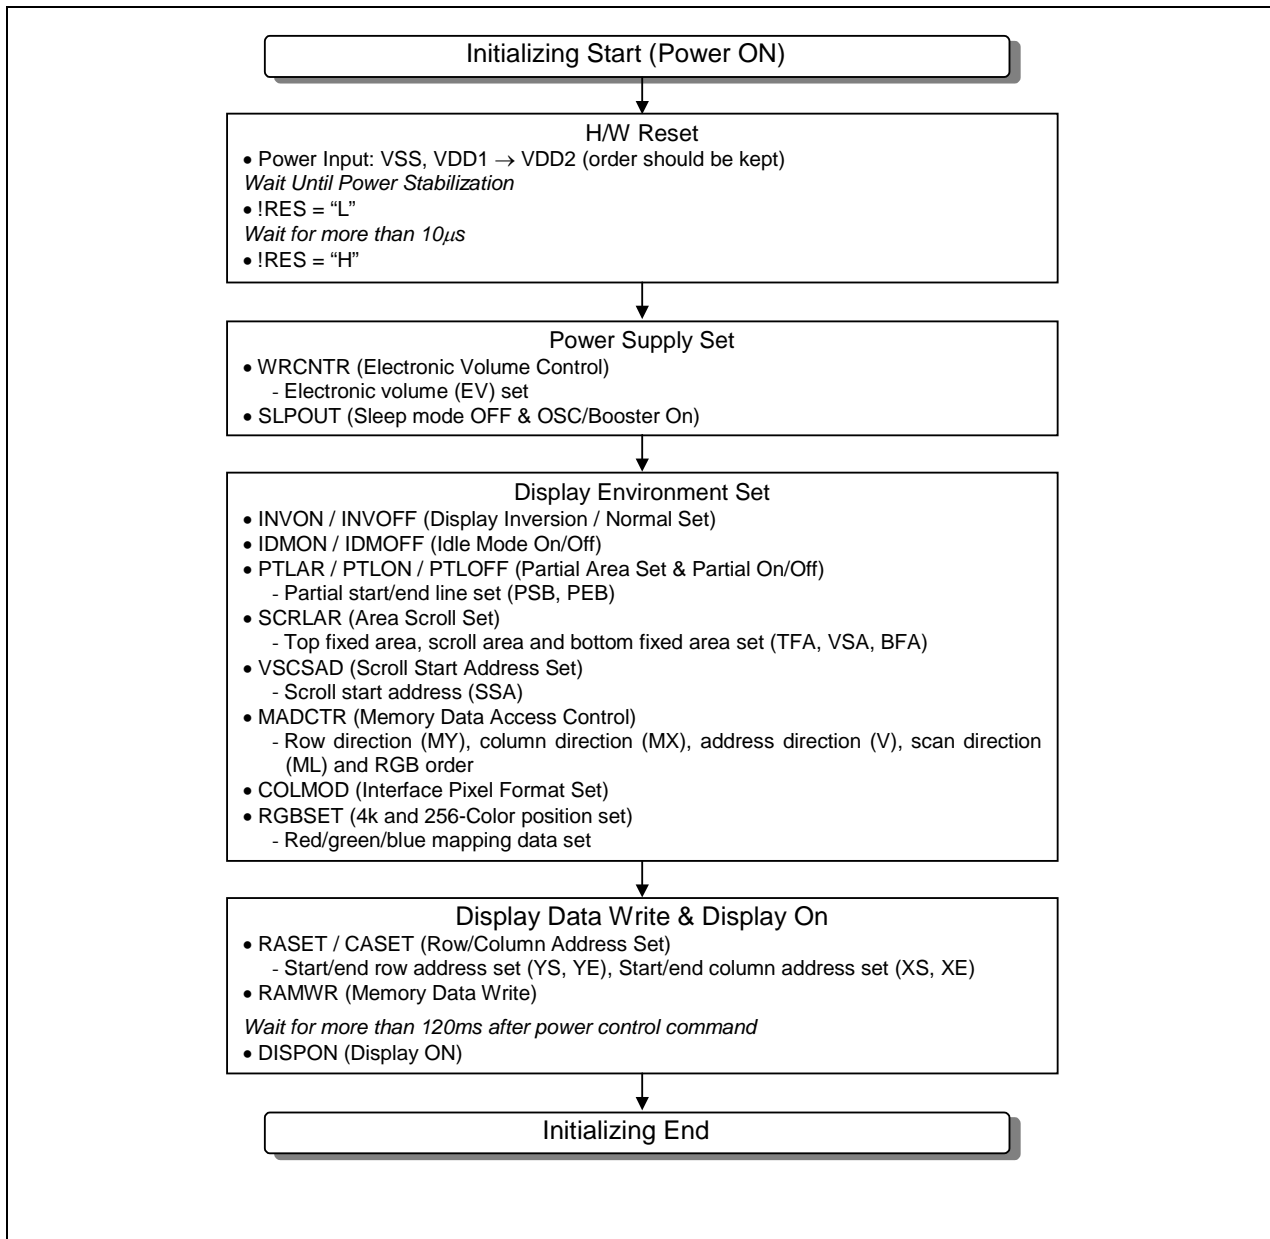 Initializing Start (Power ON)
H/W Reset
• Power Input: VSS, VDD1 → VDD2 (order should be kept)
Wait Until Power Stabilization
• !RES = “L”
Wait for more than 10μs
• !RES = “H”
Power Supply Set
• WRCNTR (Electronic Volume Control)
- Electronic volume (EV) set
• SLPOUT (Sleep mode OFF & OSC/Booster On)
Display Environment Set
• INVON / INVOFF (Display Inversion / Normal Set)
• IDMON / IDMOFF (Idle Mode On/Off)
• PTLAR / PTLON / PTLOFF (Partial Area Set & Partial On/Off)
- Partial start/end line set (PSB, PEB)
• SCRLAR (Area Scroll Set)
- Top fixed area, scroll area and bottom fixed area set (TFA, VSA, BFA)
• VSCSAD (Scroll Start Address Set)
- Scroll start address (SSA)
• MADCTR (Memory Data Access Control)
- Row direction (MY), column direction (MX), address direction (V), scan direction
(ML) and RGB order
• COLMOD (Interface Pixel Format Set)
• RGBSET (4k and 256-Color position set)
- Red/green/blue mapping data set
Display Data Write & Display On
• RASET / CASET (Row/Column Address Set)
- Start/end row address set (YS, YE), Start/end column address set (XS, XE)
• RAMWR (Memory Data Write)
Wait for more than 120ms after power control command
• DISPON (Display ON)
Initializing End